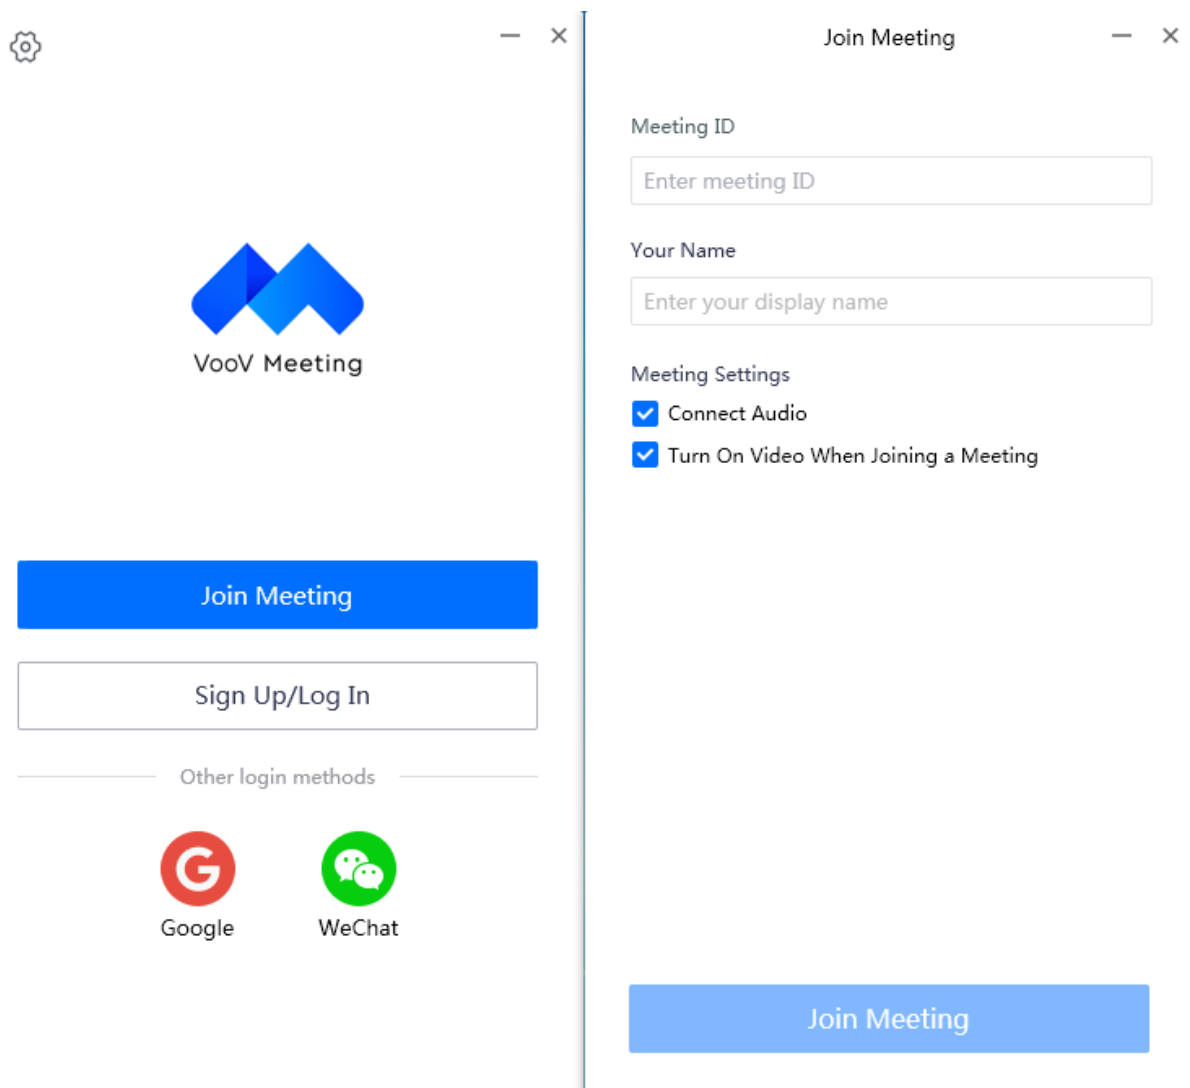 VooV Meeting
Join Meeting
Sign Up/Log In
Other login methods
Google
WeChat
Join Meeting
Meeting ID
Enter meeting ID
Your Name
Enter your display name
Meeting Settings
Connect Audio
Turn On Video When Joining a Meeting
Join Meeting